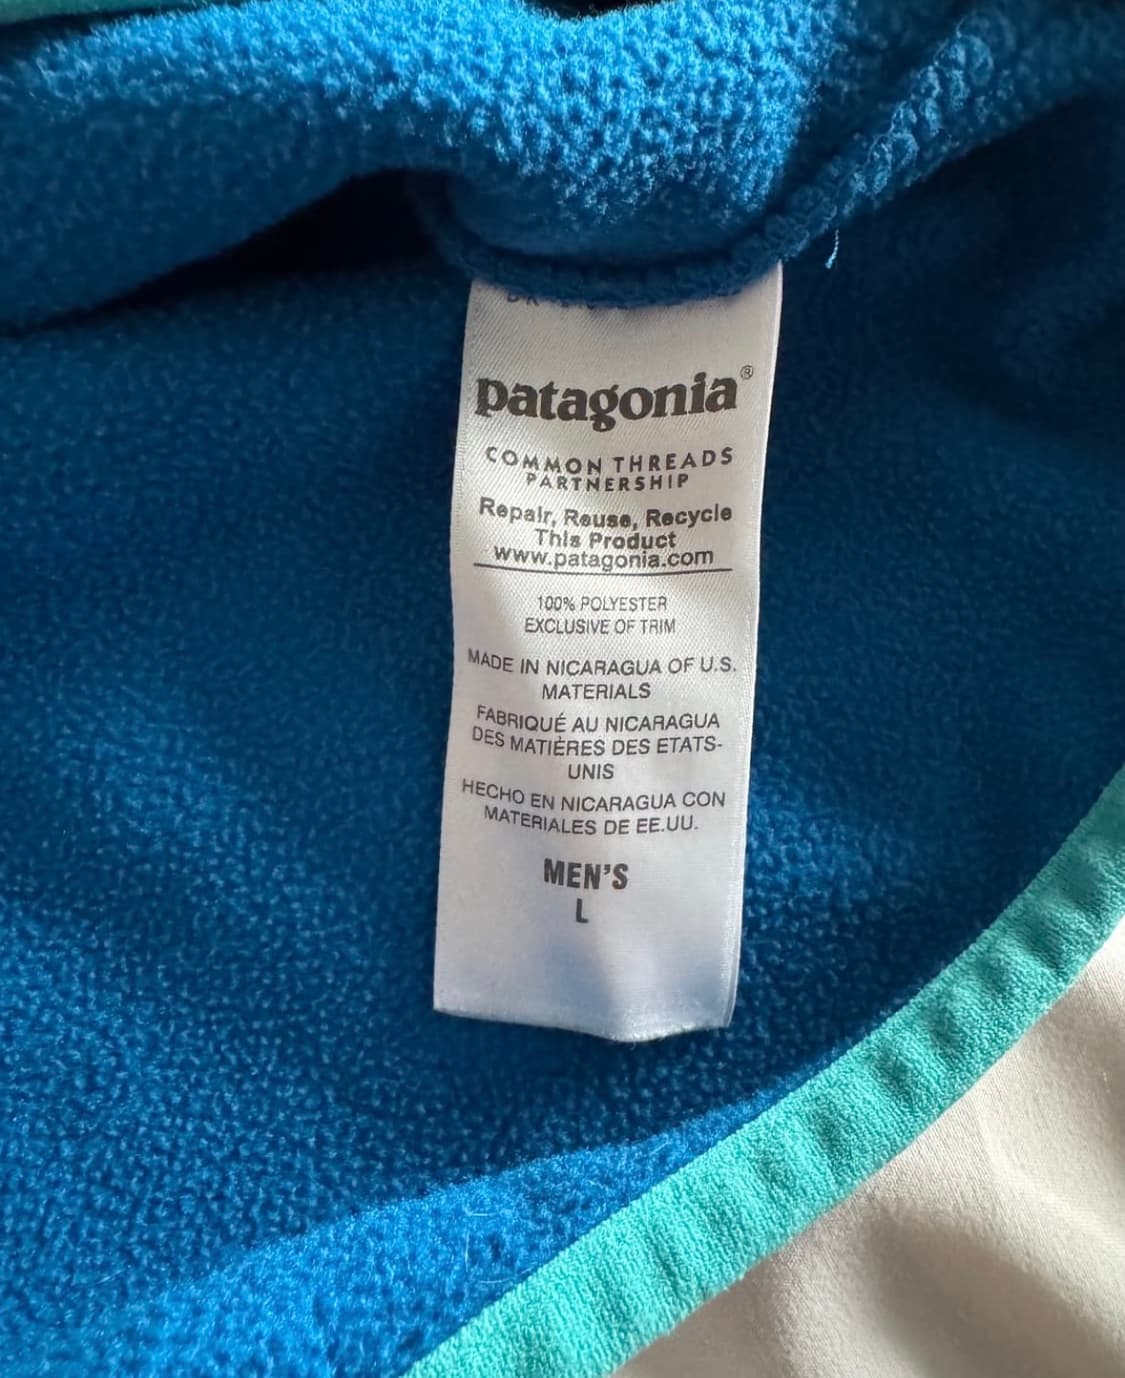 patagonia®
COMMON THREADS
PARTNERSHIP
Repair, Reuse, Recycle
This Product
www.patagonia.com
100% POLYESTER
EXCLUSIVE OF TRIM
MADE IN NICARAGUA OF U.S.
MATERIALS
FABRIQUÉ AU NICARAGUA
DES MATIÈRES DES ETATS-
UNIS
HECHO EN NICARAGUA CON
MATERIALES DE EE.UU.
MEN'S
L